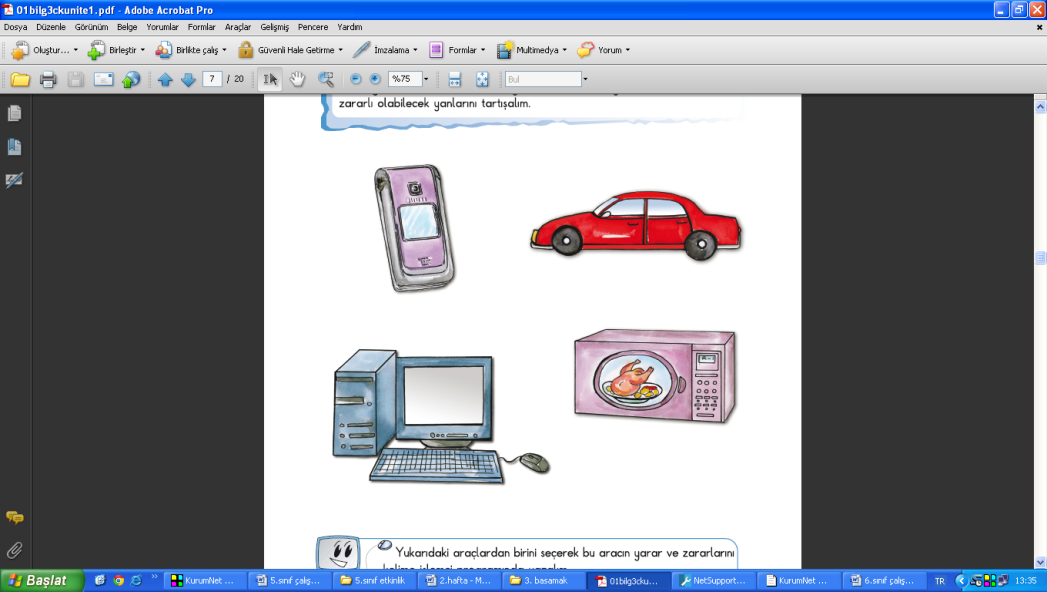 01bilg3ckunite1.pdf - Adobe Acrobat Pro
Dosya Düzenle Görünüm Belge Yorumlar Formlar Araçlar Gelişmiş Pencere Yardım
Oluştur... Birleştir Birlikte çalış Güvenli Hale Getirme İmzalama Formlar Multimedya Yorum
7 / 20 %75 Bul
zararlı olabilecek yanlarını tartışalım.
Yukarıdaki araçlardan birini seçerek bu aracın yarar ve zararlarını
Başlat KurumNet ... 5.sınıf çalış... 5.sınıf etkinlik 2.hafta - M... 3. basamak 01bilg3cku... NetSupport... KurumNet ... 6.sınıf çalış... TR 13:35